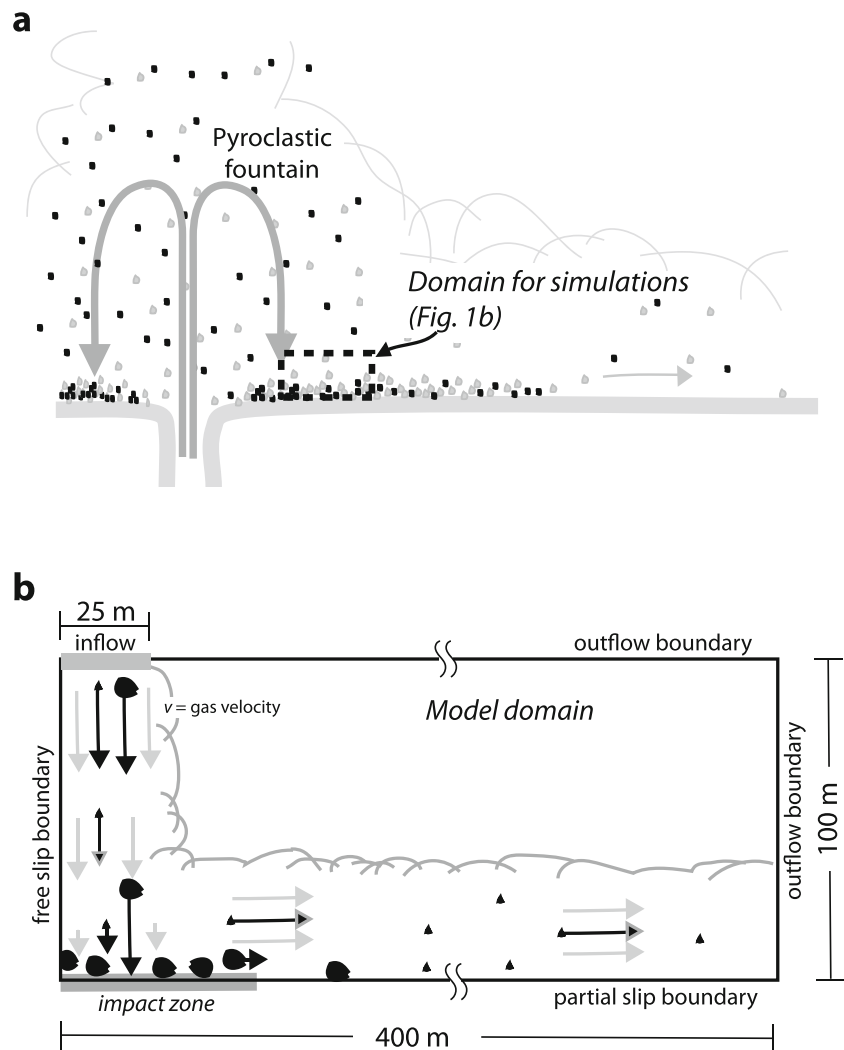 a
Pyroclastic
fountain
Domain for simulations
(Fig. 1b)
b
25 m
inflow
outflow boundary
v = gas velocity
Model domain
free slip boundary
outflow boundary
100 m
impact zone
partial slip boundary
400 m